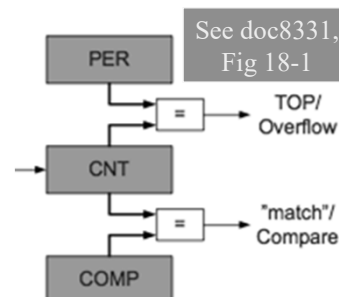 See doc8331,
Fig 18-1
PER
=
TOP/
Overflow
CNT
=
"match"/
Compare
COMP